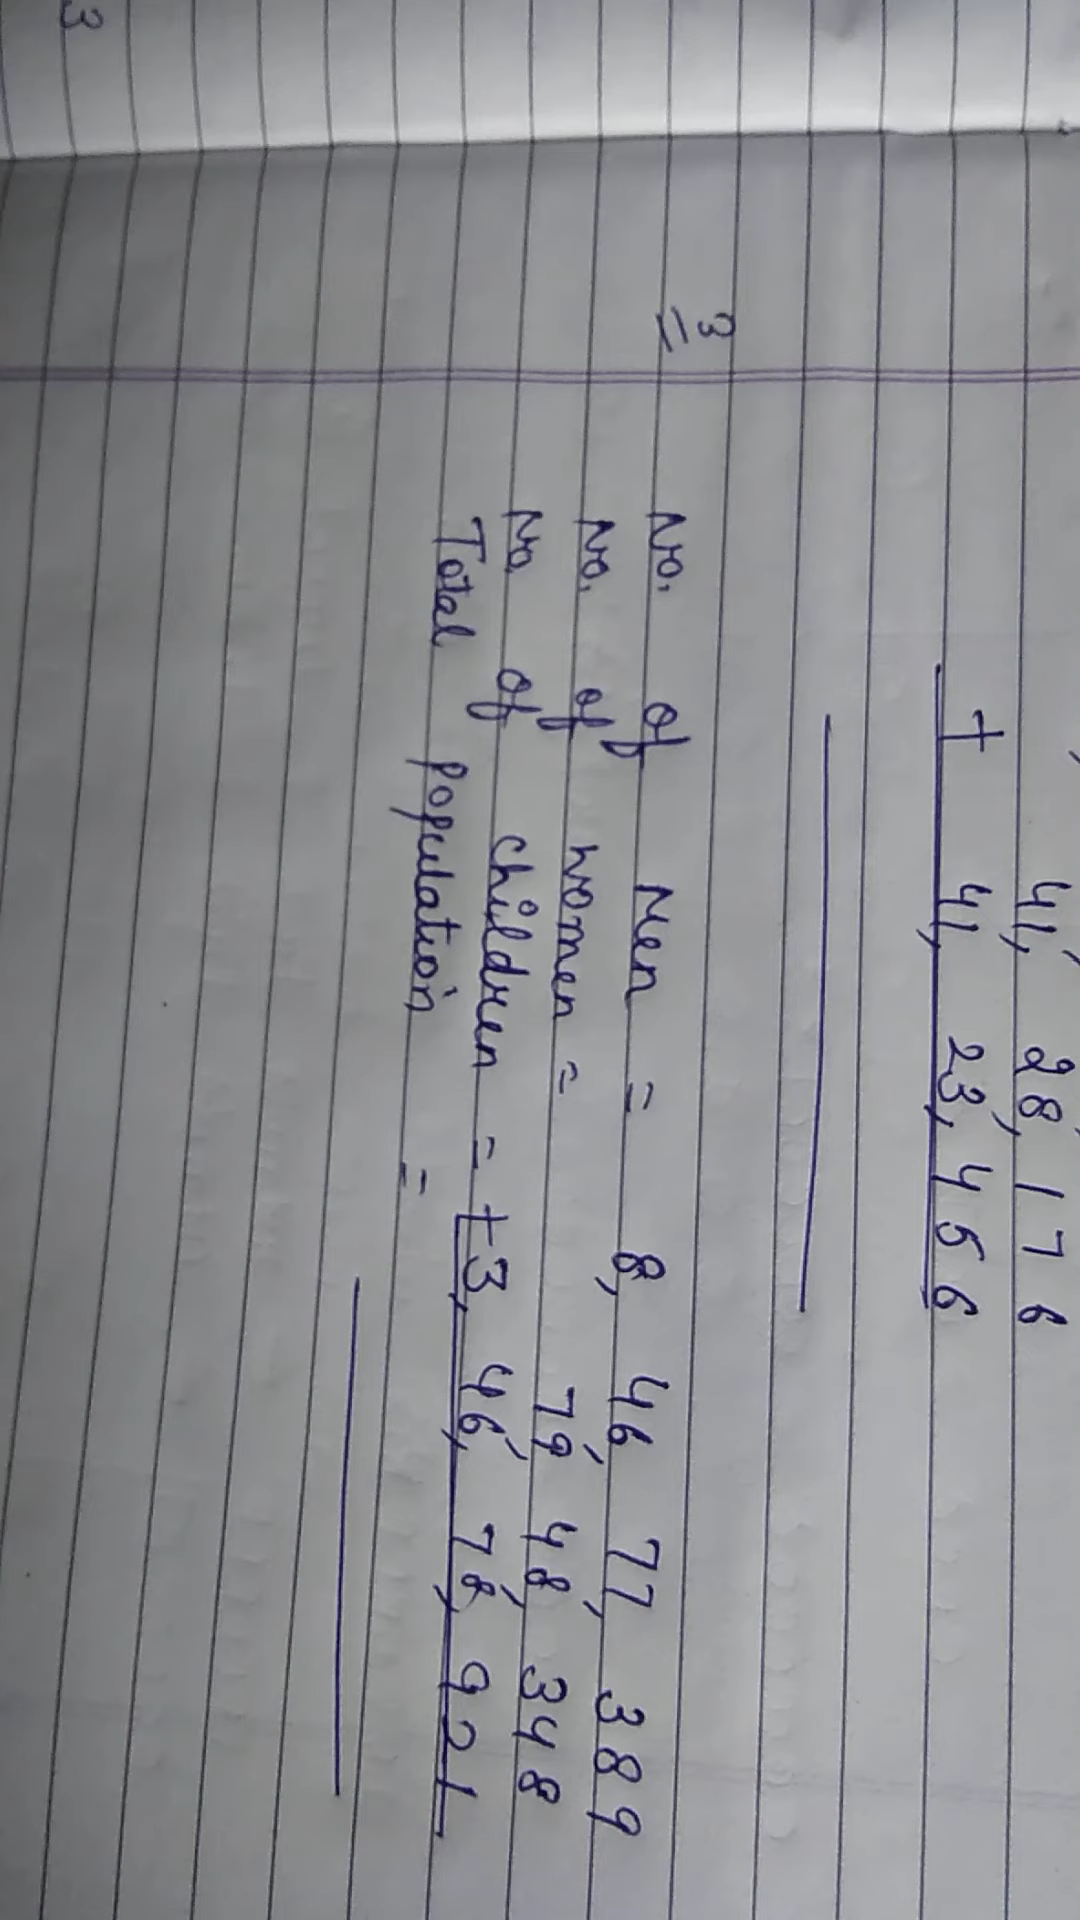 41, 28, 176
+ 41, 23, 456
3
No. of Men = 8, 46 77, 389
No. of women = 79 48, 348
No. of children = +3, 46, 78, 921
Total population =
3